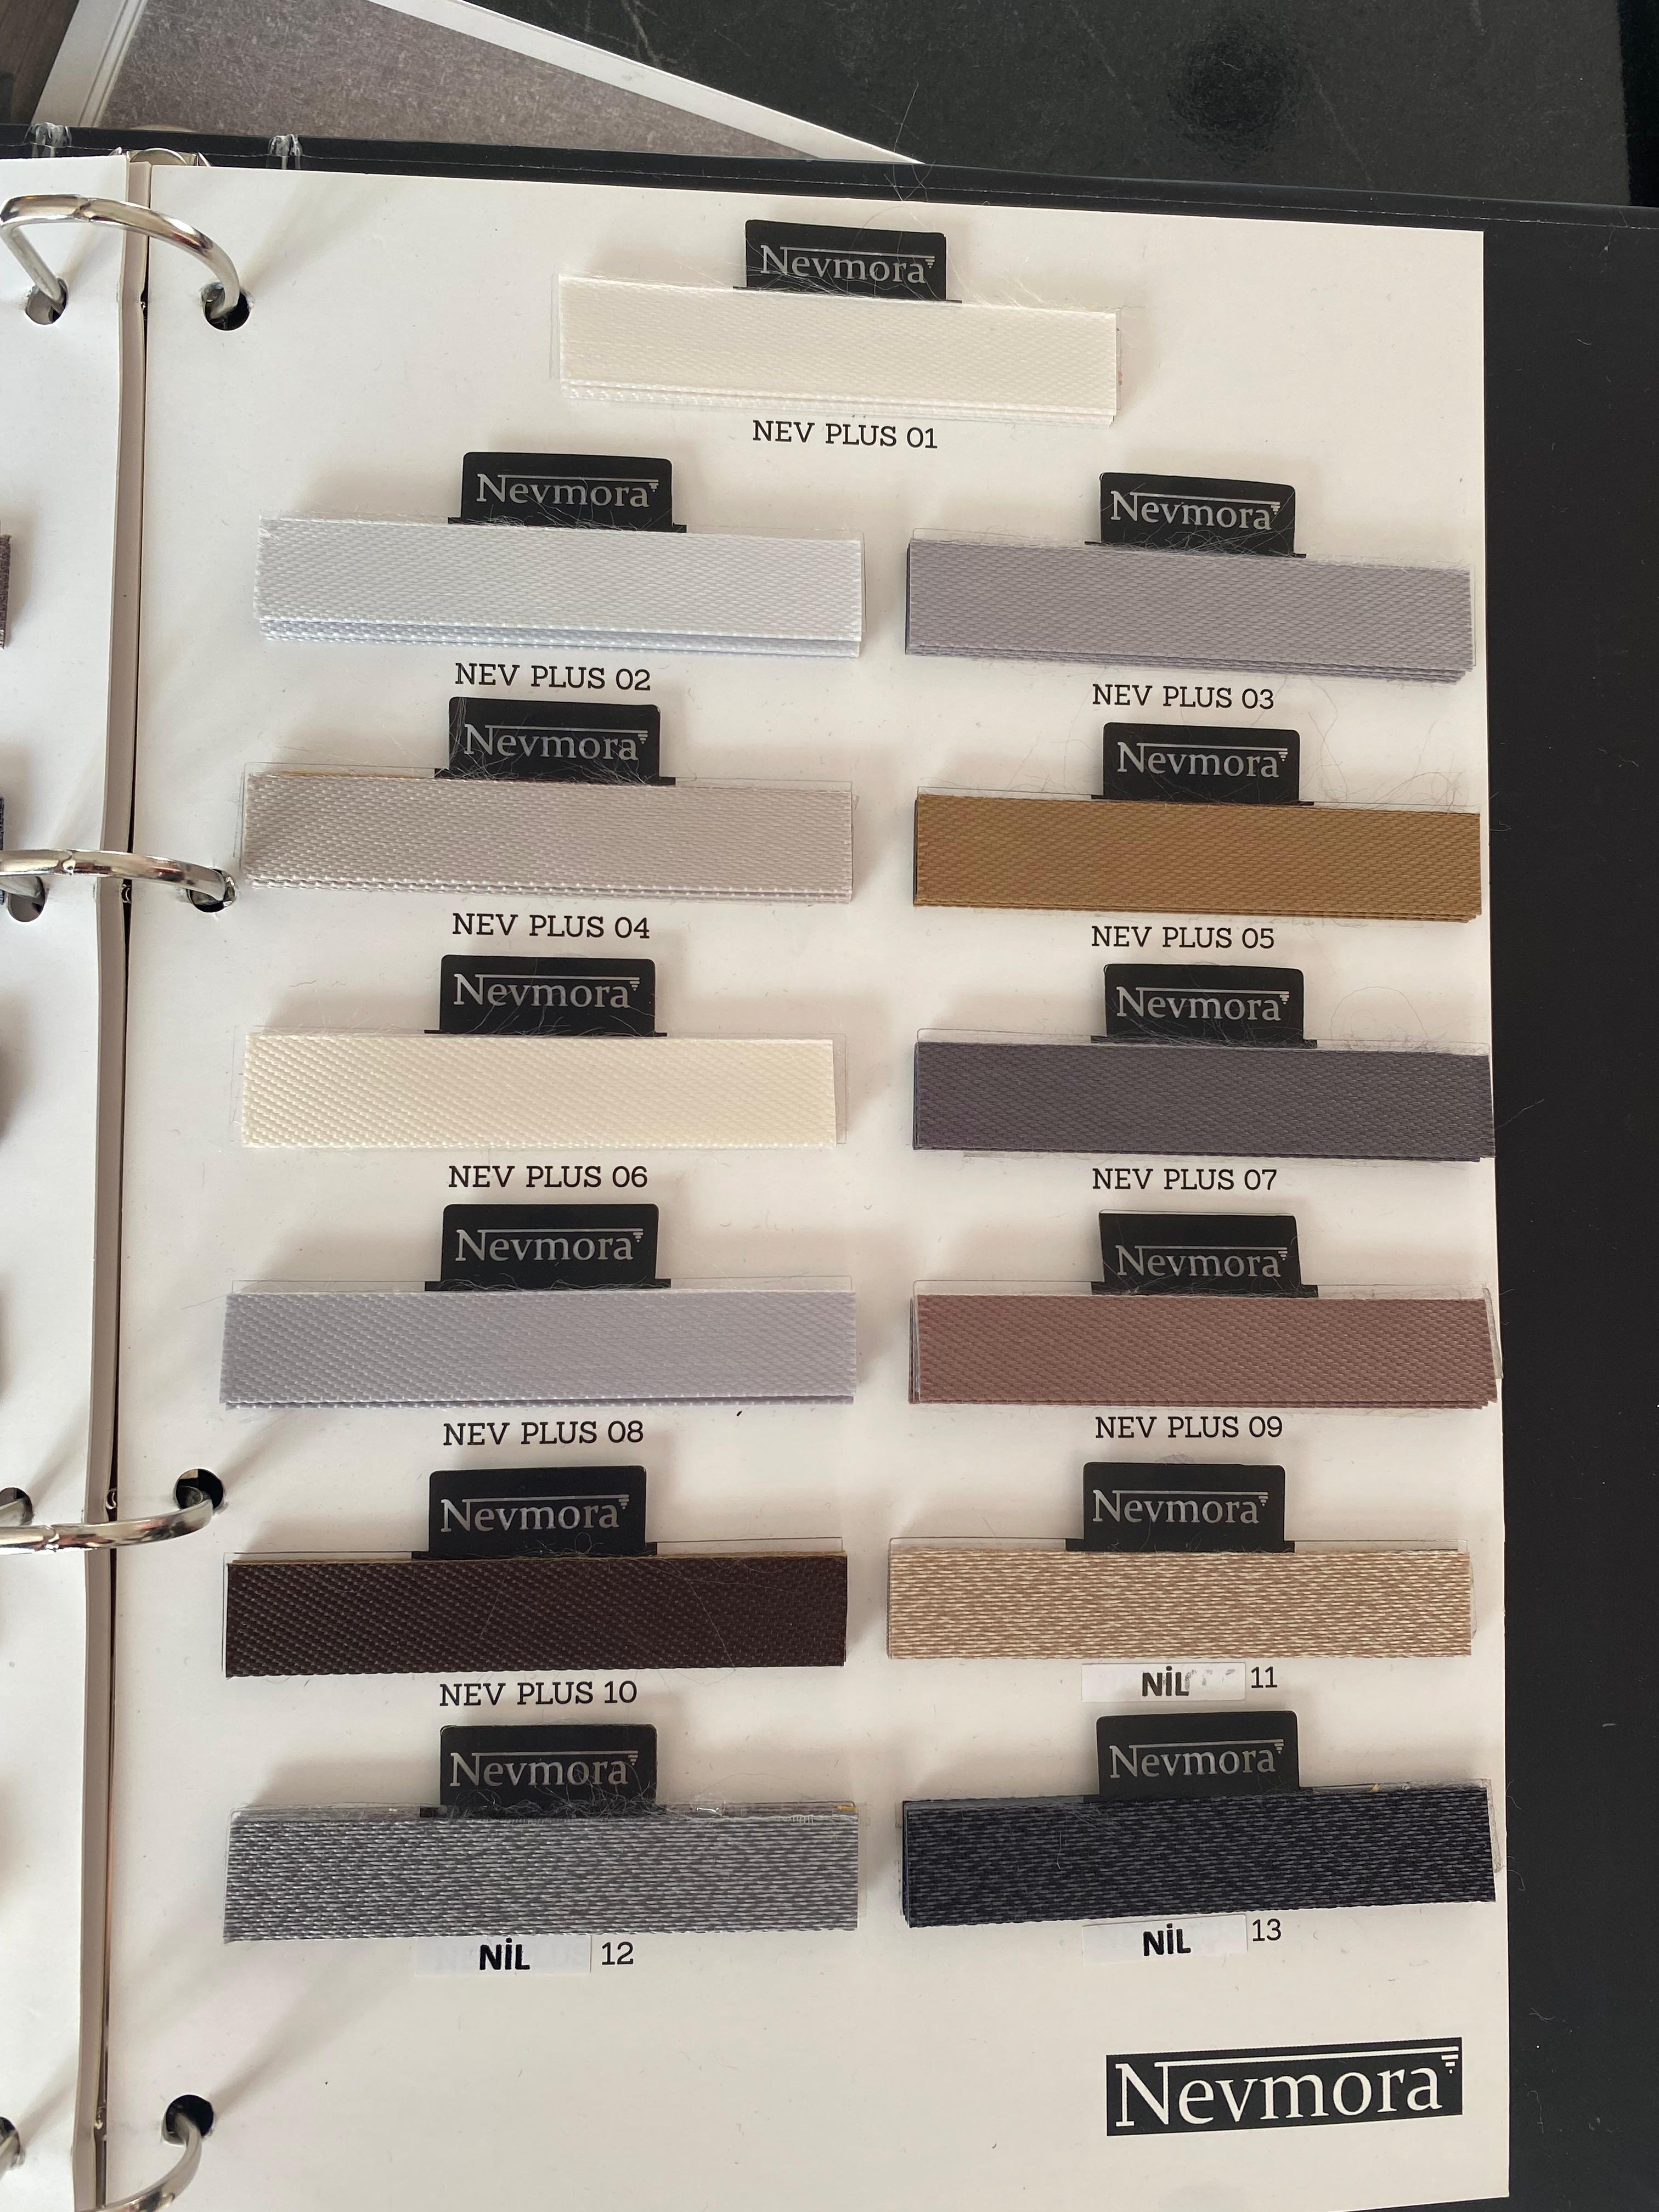 Nevmora
NEV PLUS 01
Nevmora
Nevmora
NEV PLUS 02
NEV PLUS 03
Nevmora
Nevmora
NEV PLUS 04
NEV PLUS 05
Nevmora
Nevmora
NEV PLUS 06
NEV PLUS 07
Nevmora
Nevmora
NEV PLUS 08
NEV PLUS 09
Nevmora
Nevmora
NEV PLUS 10
NİL 11
Nevmora
Nevmora
NİL 12
NİL 13
Nevmora